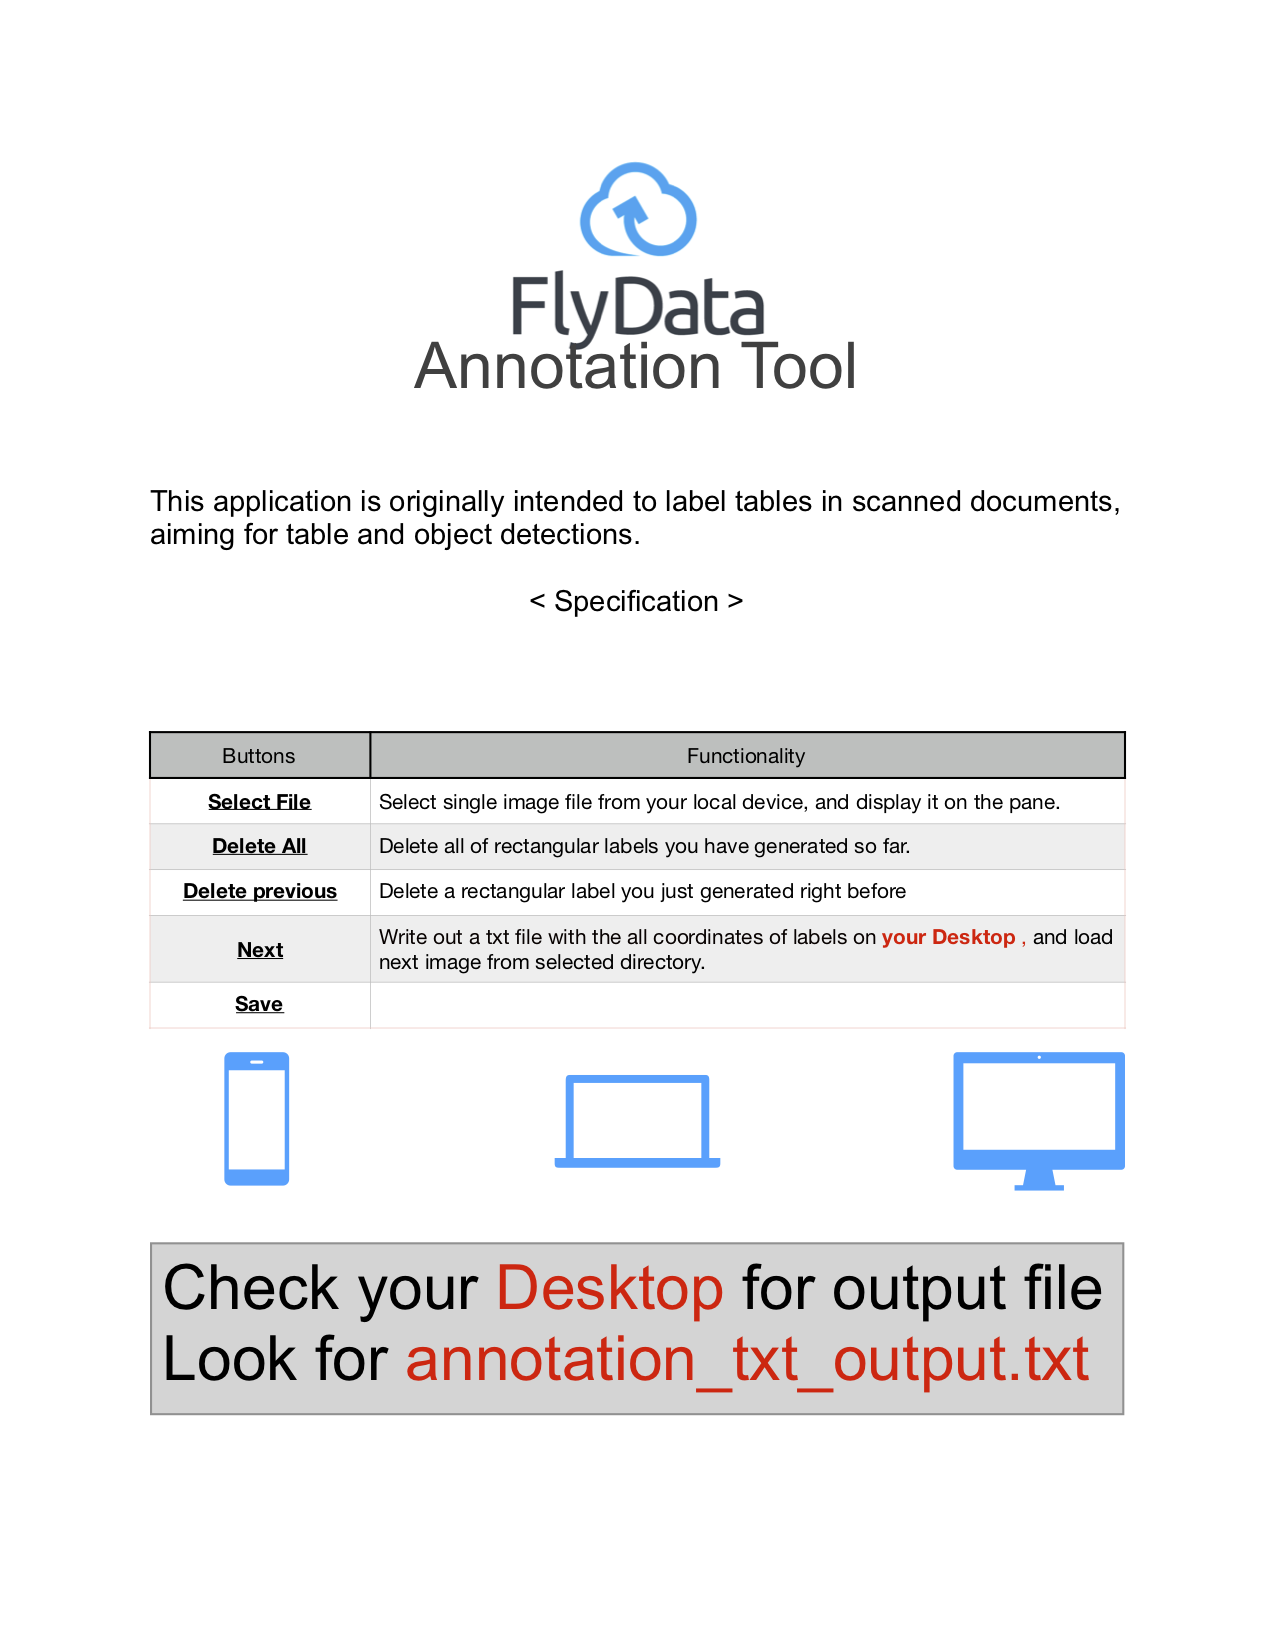 FlyData
Annotation Tool
This application is originally intended to label tables in scanned documents,
aiming for table and object detections.
< Specification >
Buttons Functionality
Select File Select single image file from your local device, and display it on the pane.
Delete All Delete all of rectangular labels you have generated so far.
Delete previous Delete a rectangular label you just generated right before
Next Write out a txt file with the all coordinates of labels on your Desktop , and load
next image from selected directory.
Save
Check your Desktop for output file
Look for annotation_txt_output.txt